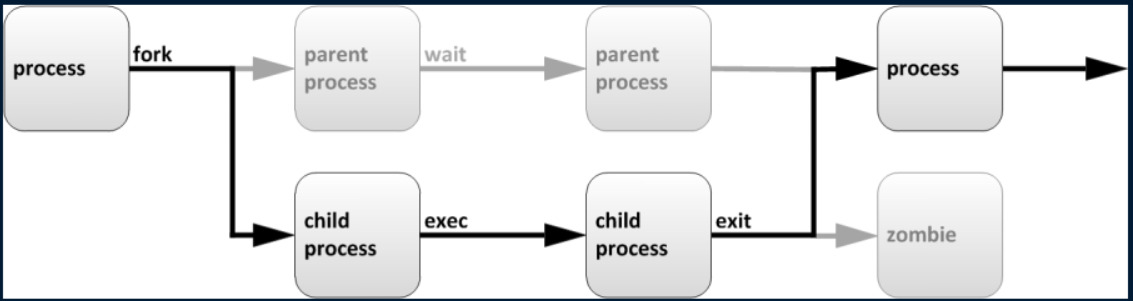 process
fork
parent
process
wait
parent
process
process
child
process
exec
child
process
exit
zombie